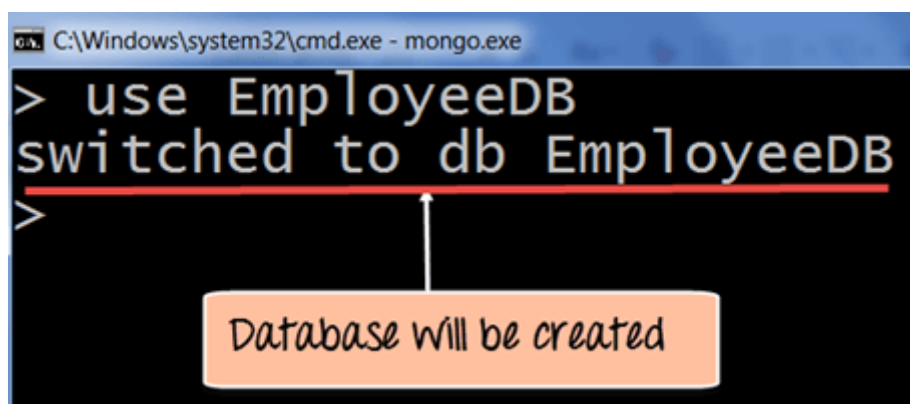 C:\Windows\system32\cmd.exe - mongo.exe
> use EmployeeDB
switched to db EmployeeDB
>
Database will be created